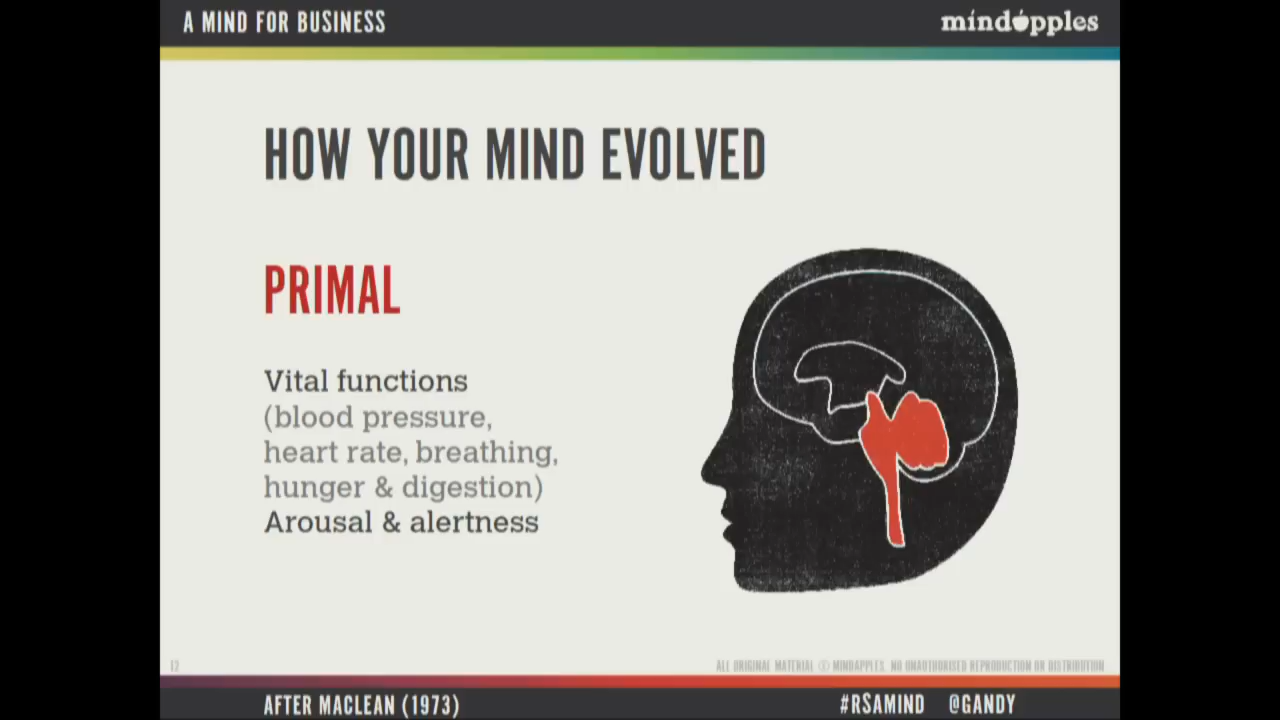 A MIND FOR BUSINESS
mindapples
HOW YOUR MIND EVOLVED
PRIMAL
Vital functions
(blood pressure,
heart rate, breathing,
hunger & digestion)
Arousal & alertness
12
ALL ORIGINAL MATERIAL © MINDAPPLES. NO UNAUTHORISED REPRODUCTION OR DISTRIBUTION
AFTER MACLEAN (1973)
#RSAMIND @GANDY